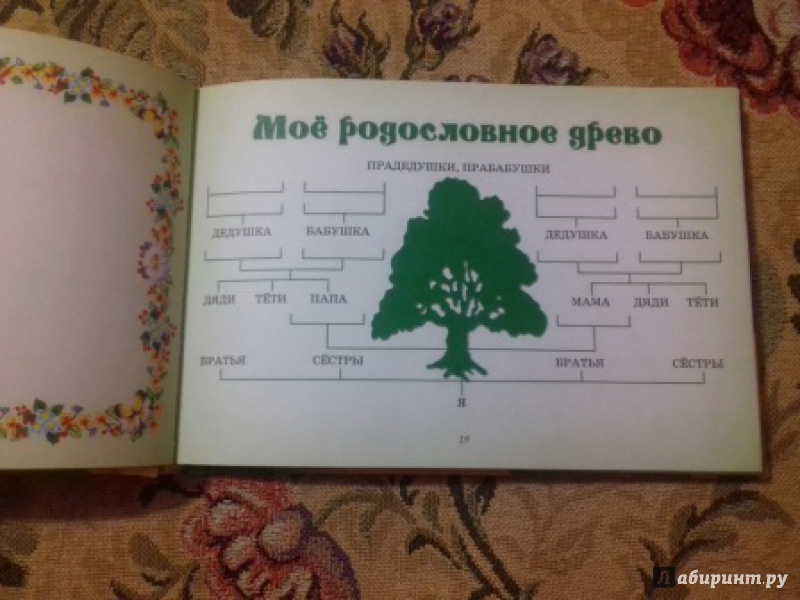 Моё родословное древо
ПРАДЕДУШКИ, ПРАБАБУШКИ
ДЕДУШКА БАБУШКА ДЕДУШКА БАБУШКА
ДЯДИ ТЁТИ ПАПА МАМА ДЯДИ ТЁТИ
БРАТЬЯ СЁСТРЫ БРАТЬЯ СЁСТРЫ
Я
19
Лабиринт.ру